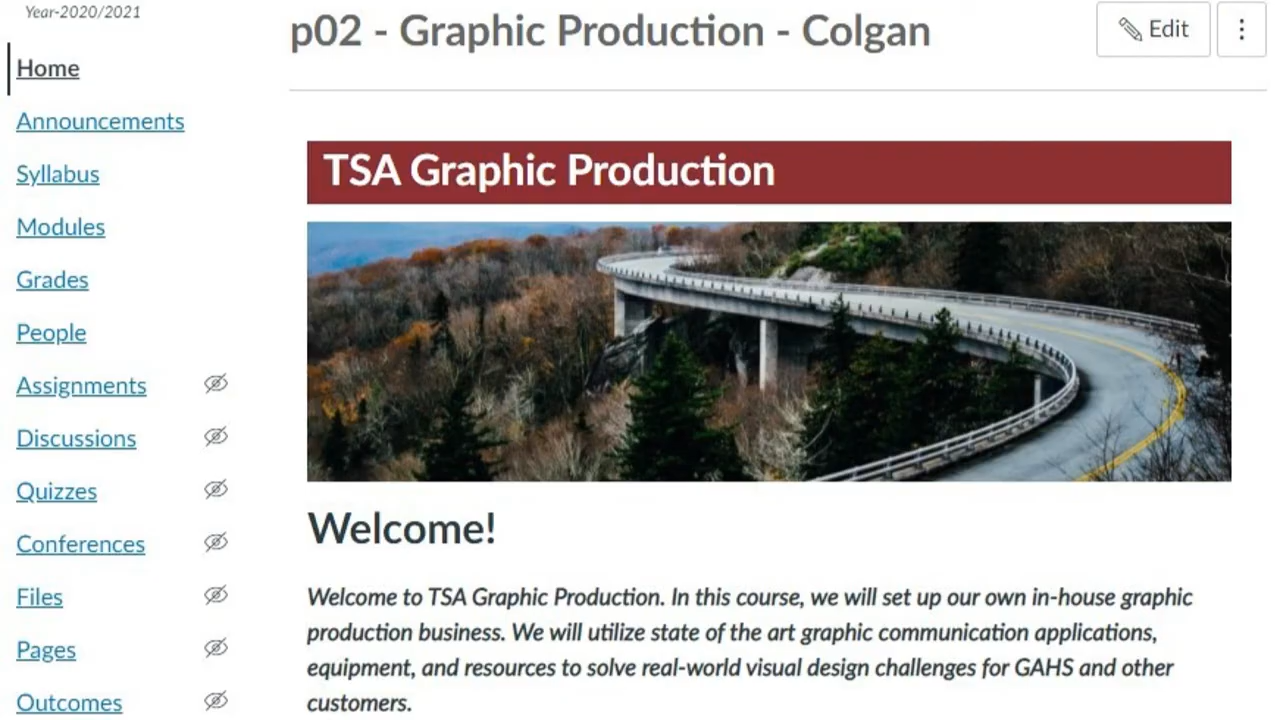 Year-2020/2021
Home
Announcements
Syllabus
Modules
Grades
People
Assignments
Discussions
Quizzes
Conferences
Files
Pages
Outcomes
p02 - Graphic Production - Colgan
Edit
TSA Graphic Production
Welcome!
Welcome to TSA Graphic Production. In this course, we will set up our own in-house graphic
production business. We will utilize state of the art graphic communication applications,
equipment, and resources to solve real-world visual design challenges for GAHS and other
customers.